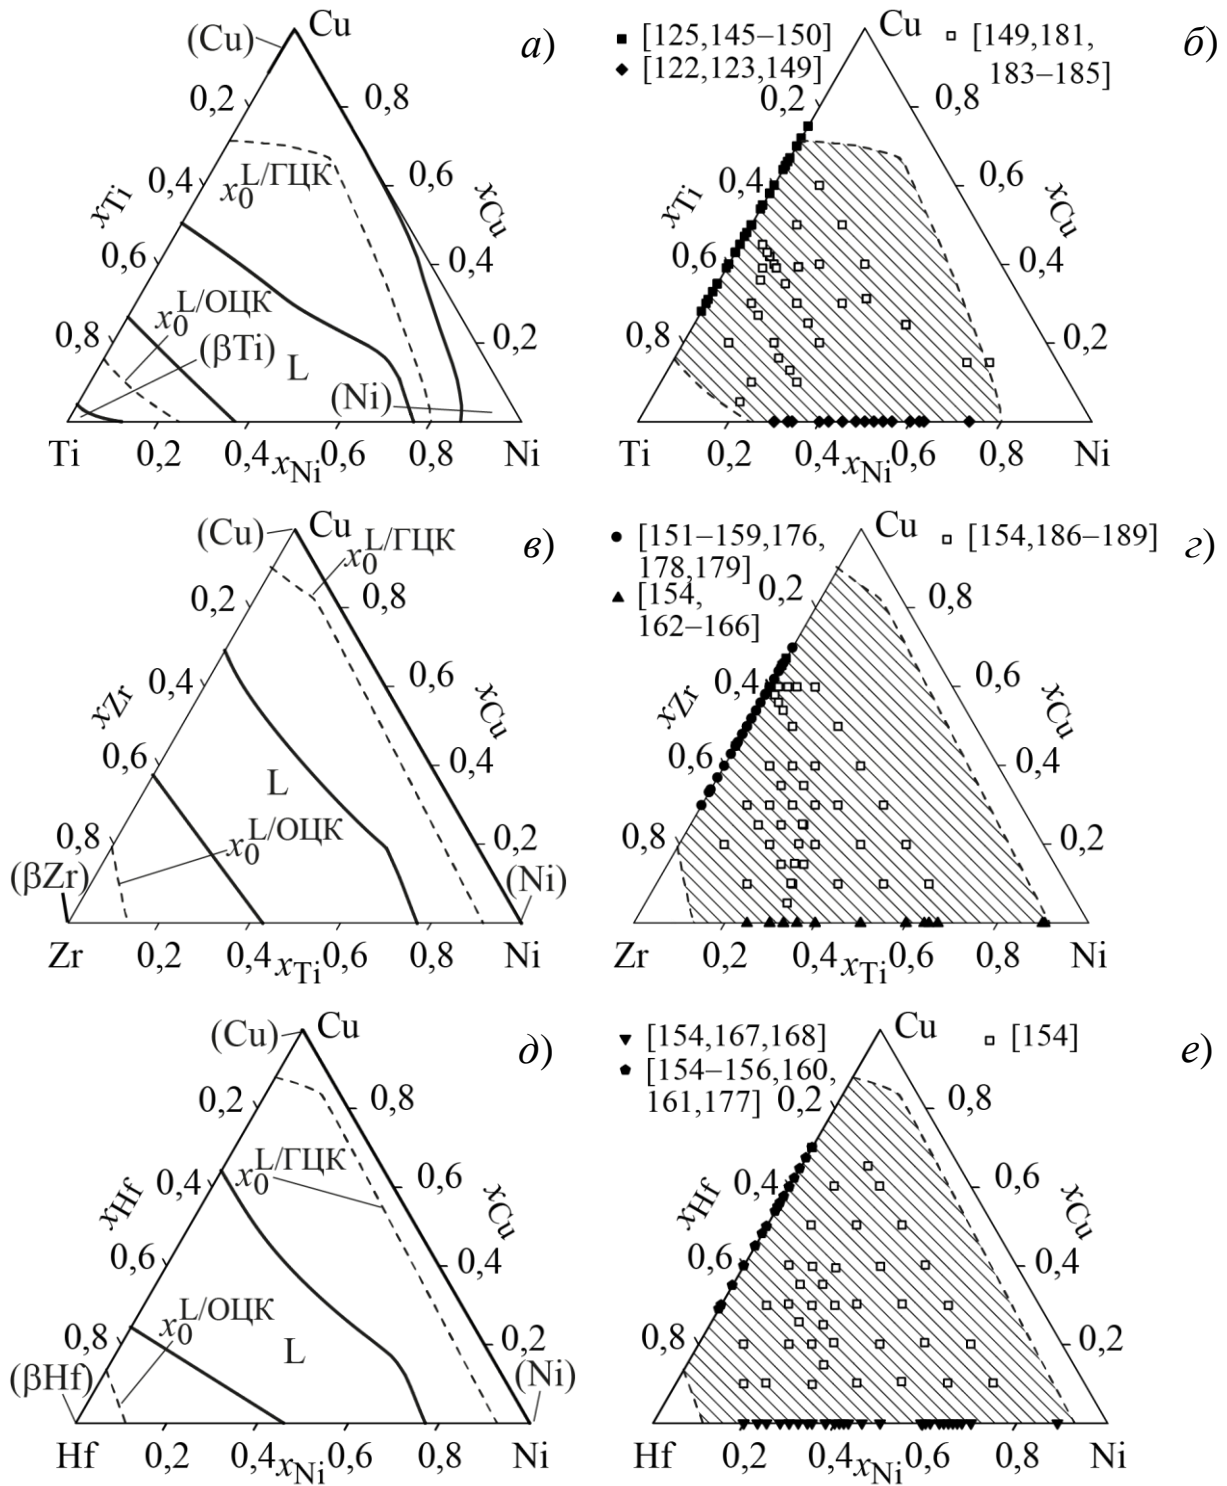 (Cu)
Cu
а)
0,2
0,8
x0 L/ГЦК
0,4
0,6
xTi
xCu
0,6
0,4
x0 L/ОЦК
0,8
(βTi)
0,2
L
(Ni)
Ti
0,2
0,4
xNi
0,6
0,8
Ni
[125,145–150]
[122,123,149]
Cu
[149,181,
183–185]
б)
0,2
0,8
0,4
0,6
xTi
xCu
0,6
0,4
0,8
0,2
Ti
0,2
0,4
xNi
0,6
0,8
Ni
(Cu)
Cu
x0 L/ГЦК
в)
0,2
0,8
0,4
0,6
xZr
xCu
0,6
0,4
L
0,8
x0 L/ОЦК
0,2
(βZr)
(Ni)
Zr
0,2
0,4
xTi
0,6
0,8
Ni
[151–159,176,
178,179]
[154,
162–166]
Cu
[154,186–189]
г)
0,2
0,8
0,4
0,6
xZr
xCu
0,6
0,4
0,8
0,2
Zr
0,2
0,4
xTi
0,6
0,8
Ni
(Cu)
Cu
д)
0,2
0,8
x0 L/ГЦК
0,4
0,6
xHf
xCu
0,6
0,4
x0 L/ОЦК
0,8
L
0,2
(βHf)
(Ni)
Hf
0,2
0,4
xNi
0,6
0,8
Ni
[154,167,168]
[154–156,160,
161,177]
Cu
[154]
е)
0,2
0,8
0,4
0,6
xHf
xCu
0,6
0,4
0,8
0,2
Hf
0,2
0,4
xNi
0,6
0,8
Ni